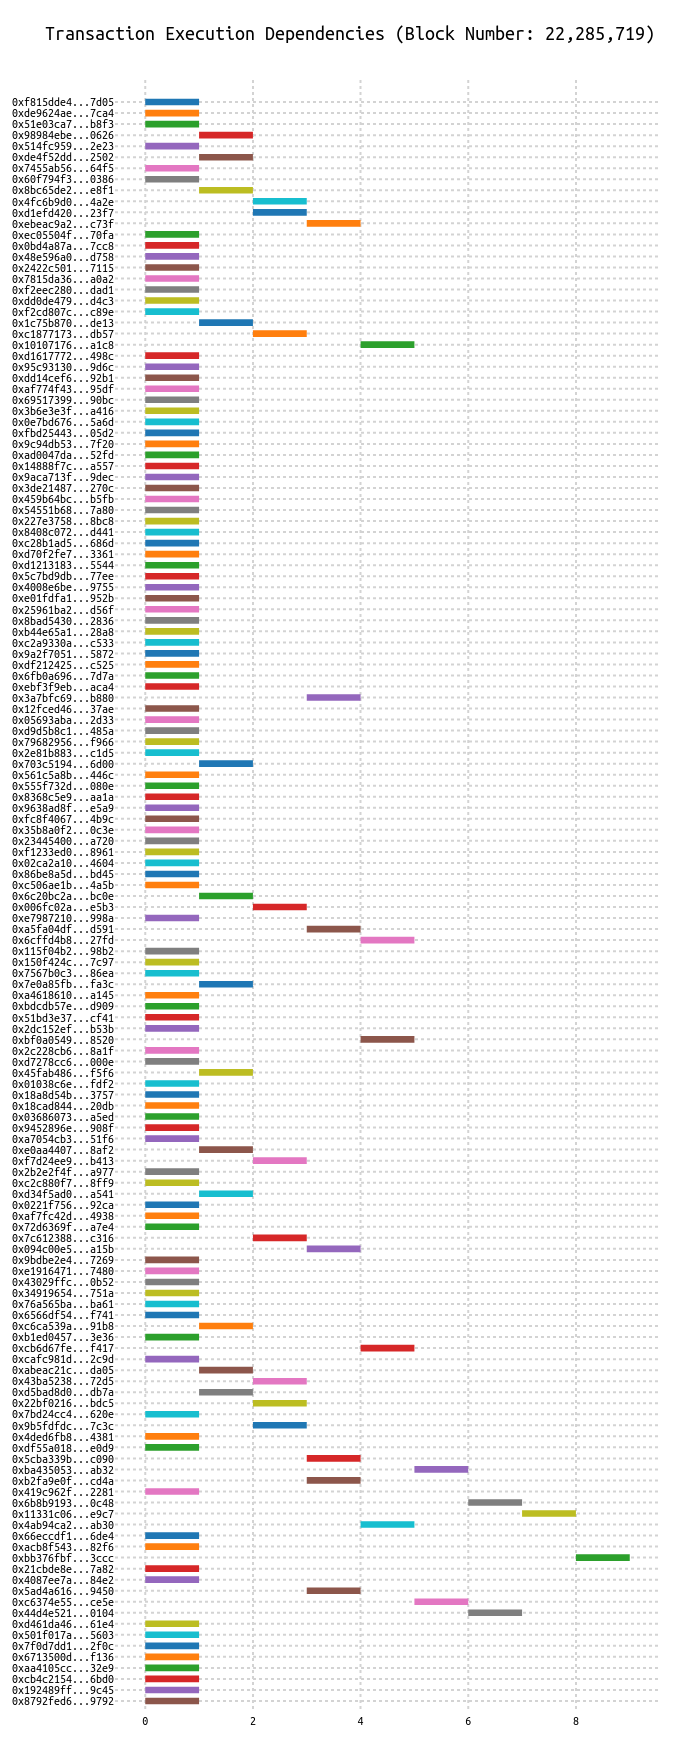 Transaction Execution Dependencies (Block Number: 22,285,719)
0xf815dde4...7d05
0xde9624ae...7ca4
0x51e03ca7...b8f3
0x98984ebe...0626
0x514fc959...2e23
0xde4f52dd...2502
0x7455ab56...64f5
0x60f794f3...0386
0x8bc65de2...e8f1
0x4fc6b9d0...4a2e
0xd1efd420...23f7
0xebeac9a2...c73f
0xec05504f...70fa
0x0bd4a87a...7cc8
0x48e596a0...d758
0x2422c501...7115
0x7815da36...a0a2
0xf2eec280...dad1
0xdd0de479...d4c3
0xf2cd807c...c89e
0x1c75b870...de13
0xc1877173...db57
0x10107176...a1c8
0xd1617772...498c
0x95c93130...9d6c
0xdd14cef6...92b1
0xaf774f43...95df
0x69517399...90bc
0x3b6e3e3f...a416
0x0e7bd676...5a6d
0xfbd25443...05d2
0x9c94db53...7f20
0xad0047da...52fd
0x14888f7c...a557
0x9aca713f...9dec
0x3de21487...270c
0x459b64bc...b5fb
0x54551b68...7a80
0x227e3758...8bc8
0x8408c072...d441
0xc28b1ad5...686d
0xd70f2fe7...3361
0xd1213183...5544
0x5c7bd9db...77ee
0x4008e6be...9755
0xe01fdfa1...952b
0x25961ba2...d56f
0x8bad5430...2836
0xb44e65a1...28a8
0xc2a9330a...c533
0x9a2f7051...5872
0xdf212425...c525
0x6fb0a696...7d7a
0xebf3f9eb...aca4
0x3a7bfc69...b880
0x12fced46...37ae
0x05693aba...2d33
0xd9d5b8c1...485a
0x79682956...f966
0x2e81b883...c1d5
0x703c5194...6d00
0x561c5a8b...446c
0x555f732d...080e
0x8368c5e9...aa1a
0x9638ad8f...e5a9
0xfc8f4067...4b9c
0x35b8a0f2...0c3e
0x23445400...a720
0xf1233ed0...8961
0x02ca2a10...4604
0x86be8a5d...bd45
0xc506ae1b...4a5b
0x6c20bc2a...bc0e
0x006fc02a...e5b3
0xe7987210...998a
0xa5fa04df...d591
0x6cffd4b8...27fd
0x115f04b2...98b2
0x150f424c...7c97
0x7567b0c3...86ea
0x7e0a85fb...fa3c
0xa4618610...a145
0xbdcdb57e...d909
0x51bd3e37...cf41
0x2dc152ef...b53b
0xbf0a0549...8520
0x2c228cb6...8a1f
0xd7278cc6...000e
0x45fab486...f5f6
0x01038c6e...fdf2
0x18a8d54b...3757
0x18cad844...20db
0x03686073...a5ed
0x9452896e...908f
0xa7054cb3...51f6
0xe0aa4407...8af2
0xf7d24ee9...b413
0x2b2e2f4f...a977
0xc2c880f7...8ff9
0xd34f5ad0...a541
0x0221f756...92ca
0xaf7fc42d...4938
0x72d6369f...a7e4
0x7c612388...c316
0x094c00e5...a15b
0x9bdbe2e4...7269
0xe1916471...7480
0x43029ffc...0b52
0x34919654...751a
0x76a565ba...ba61
0x6566df54...f741
0xc6ca539a...91b8
0xb1ed0457...3e36
0xcb6d67fe...f417
0xcafc981d...2c9d
0xabeac21c...da05
0x43ba5238...72d5
0xd5bad8d0...db7a
0x22bf0216...bdc5
0x7bd24cc4...620e
0x9b5fdfdc...7c3c
0x4ded6fb8...4381
0xdf55a018...e0d9
0x5cba339b...c090
0xba435053...ab32
0xb2fa9e0f...cd4a
0x419c962f...2281
0x6b8b9193...0c48
0x11331c06...e9c7
0x4ab94ca2...ab30
0x66eccdf1...6de4
0xacb8f543...82f6
0xbb376fbf...3ccc
0x21cbde8e...7a82
0x4087ee7a...84e2
0x5ad4a616...9450
0xc6374e55...ce5e
0x44d4e521...0104
0xd461da46...61e4
0x501f017a...5603
0x7f0d7dd1...2f0c
0x6713500d...f136
0xaa4105cc...32e9
0xcb4c2154...6bd0
0x192489ff...9c45
0x8792fed6...9792
0 2 4 6 8